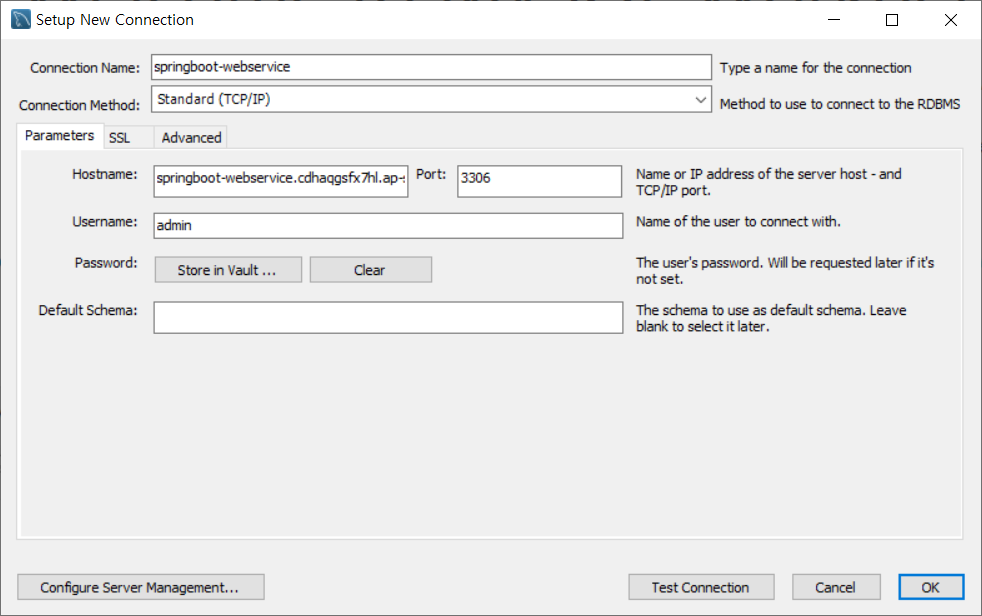 Setup New Connection
Connection Name: springboot-webservice Type a name for the connection
Connection Method: Standard (TCP/IP) Method to use to connect to the RDBMS
Parameters SSL Advanced
Hostname: springboot-webservice.cdhaqgsfx7hl.ap- Port: 3306 Name or IP address of the server host - and
TCP/IP port.
Username: admin Name of the user to connect with.
Password: Store in Vault ... Clear The user's password. Will be requested later if it's
not set.
Default Schema: The schema to use as default schema. Leave
blank to select it later.
Configure Server Management... Test Connection Cancel OK